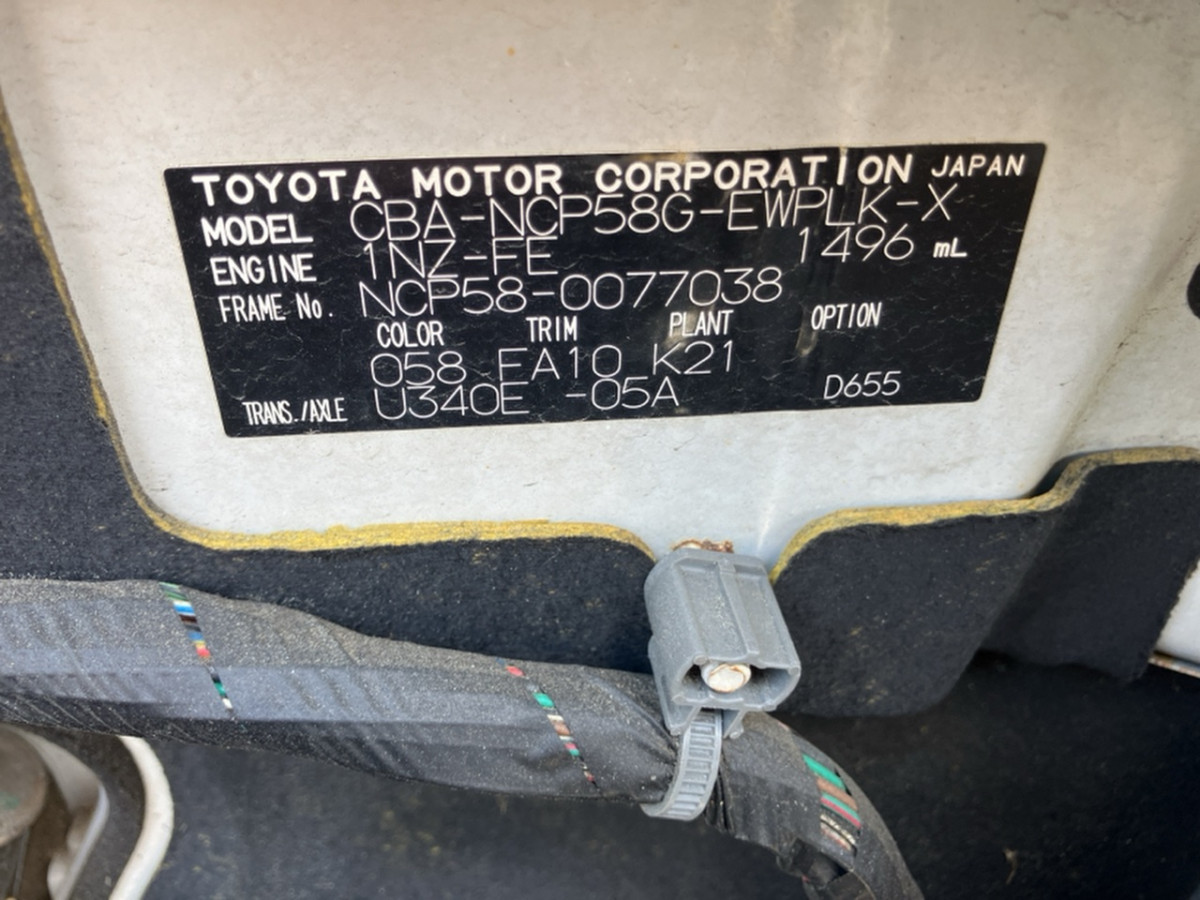 TOYOTA MOTOR CORPORATION JAPAN
MODEL CBA-NCP58G-EWPLK-X
ENGINE 1NZ-FE 1496 mL
FRAME No. NCP58-0077038
COLOR TRIM PLANT OPTION
058 FA10 K21
TRANS./AXLE U340E -05A D655